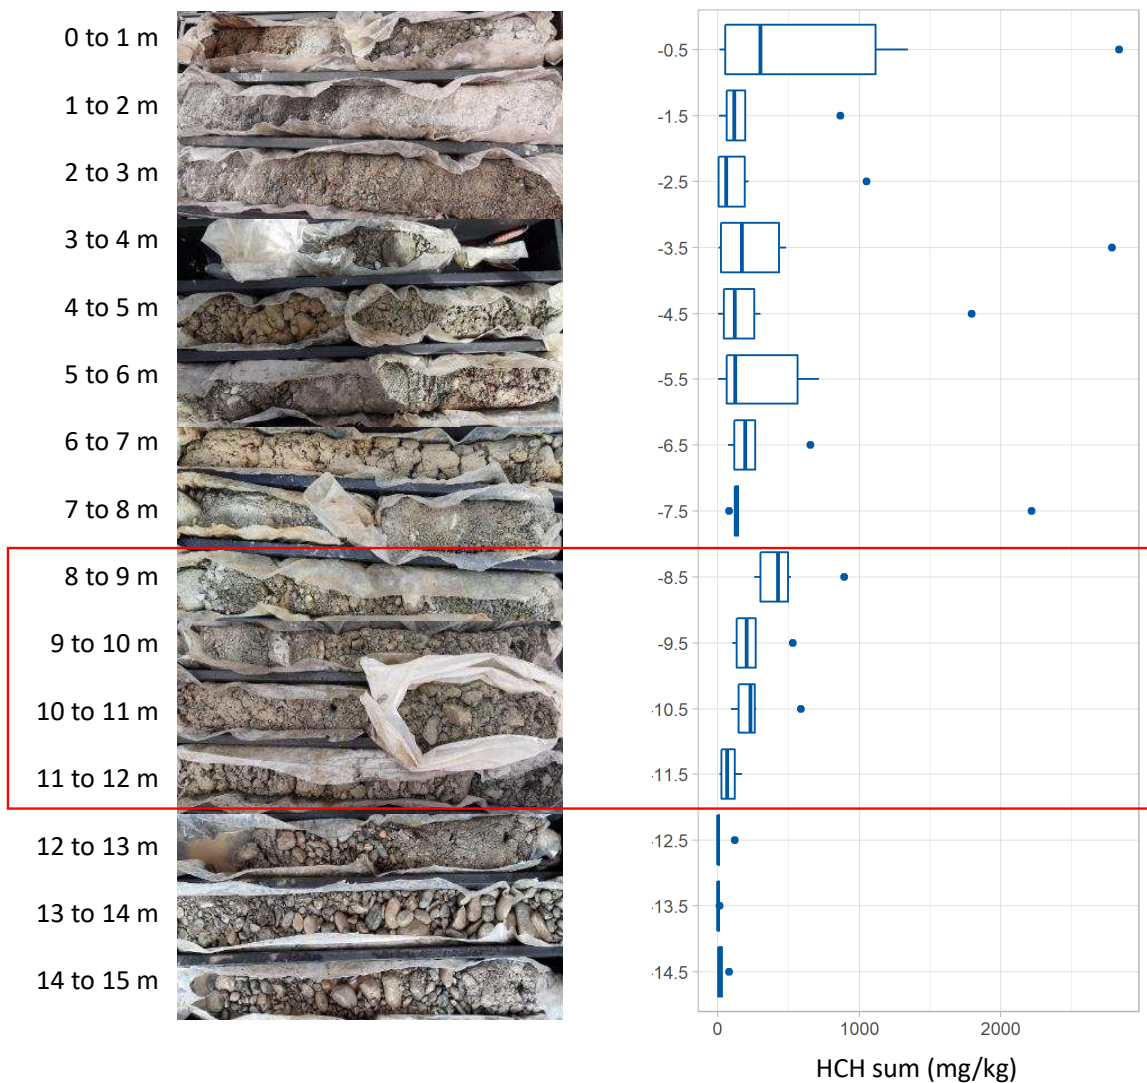 0 to 1 m
1 to 2 m
2 to 3 m
3 to 4 m
4 to 5 m
5 to 6 m
6 to 7 m
7 to 8 m
8 to 9 m
9 to 10 m
10 to 11 m
11 to 12 m
12 to 13 m
13 to 14 m
14 to 15 m
-0.5
-1.5
-2.5
-3.5
-4.5
-5.5
-6.5
-7.5
-8.5
-9.5
-10.5
-11.5
-12.5
-13.5
-14.5
0 1000 2000
HCH sum (mg/kg)